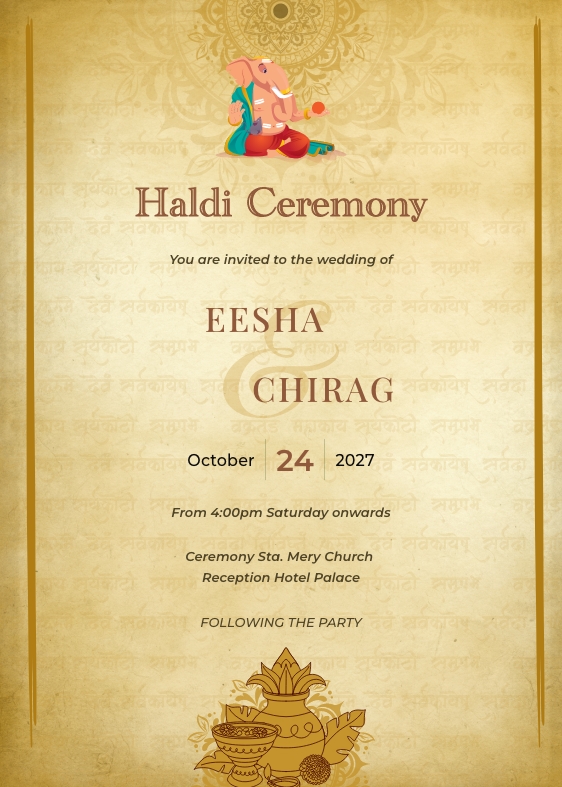 Haldi Ceremony
You are invited to the wedding of
EESHA
&
CHIRAG
October 24 2027
From 4:00pm Saturday onwards
Ceremony Sta. Mery Church
Reception Hotel Palace
FOLLOWING THE PARTY